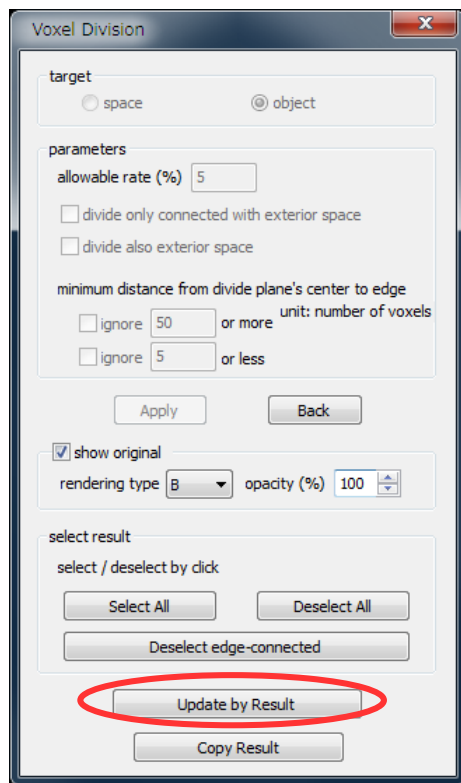 Voxel Division
target
space object
parameters
allowable rate (%) 5
divide only connected with exterior space
divide also exterior space
minimum distance from divide plane's center to edge
unit: number of voxels
ignore 50 or more
ignore 5 or less
Apply Back
show original
rendering type B opacity (%) 100
select result
select / deselect by click
Select All Deselect All
Deselect edge-connected
Update by Result
Copy Result